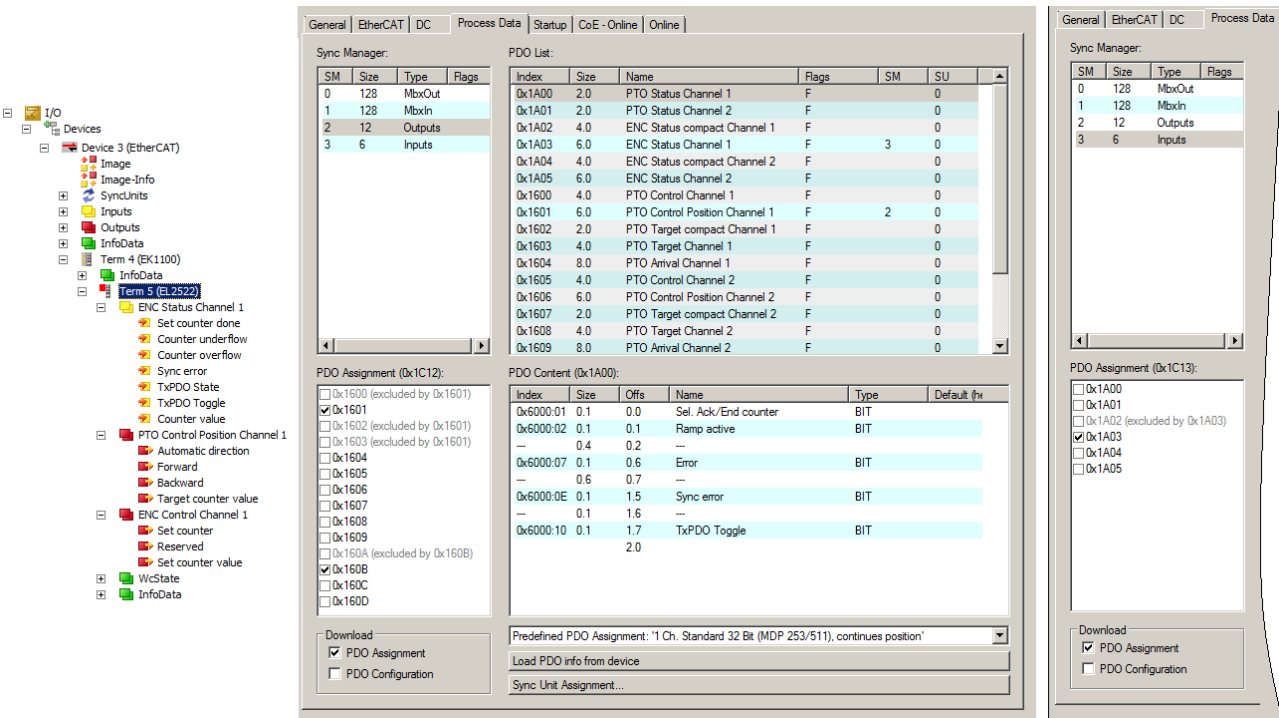 I/O
Devices
Device 3 (EtherCAT)
Image
Image-Info
SyncUnits
Inputs
Outputs
InfoData
Term 4 (EK1100)
InfoData
Term 5 (EL2522)
ENC Status Channel 1
Set counter done
Counter underflow
Counter overflow
Sync error
TxPDO State
TxPDO Toggle
Counter value
PTO Control Position Channel 1
Automatic direction
Forward
Backward
Target counter value
ENC Control Channel 1
Set counter
Reserved
Set counter value
WcState
InfoData
General EtherCAT DC Process Data Startup CoE - Online Online
Sync Manager:
SM Size Type Flags
0 128 MbxOut
1 128 MbxIn
2 12 Outputs
3 6 Inputs
PDO List:
Index Size Name Flags SM SU
0x1A00 2.0 PTO Status Channel 1 F 0
0x1A01 2.0 PTO Status Channel 2 F 0
0x1A02 4.0 ENC Status compact Channel 1 F 0
0x1A03 6.0 ENC Status Channel 1 F 3 0
0x1A04 4.0 ENC Status compact Channel 2 F 0
0x1A05 6.0 ENC Status Channel 2 F 0
0x1600 4.0 PTO Control Channel 1 F 0
0x1601 6.0 PTO Control Position Channel 1 F 2 0
0x1602 2.0 PTO Target compact Channel 1 F 0
0x1603 4.0 PTO Target Channel 1 F 0
0x1604 8.0 PTO Arrival Channel 1 F 0
0x1605 4.0 PTO Control Channel 2 F 0
0x1606 6.0 PTO Control Position Channel 2 F 0
0x1607 2.0 PTO Target compact Channel 2 F 0
0x1608 4.0 PTO Target Channel 2 F 0
0x1609 8.0 PTO Arrival Channel 2 F 0
PDO Assignment (0x1C12):
0x1600 (excluded by 0x1601)
0x1601
0x1602 (excluded by 0x1601)
0x1603 (excluded by 0x1601)
0x1604
0x1605
0x1606
0x1607
0x1608
0x1609
0x160A (excluded by 0x160B)
0x160B
0x160C
0x160D
PDO Content (0x1A00):
Index Size Offs Name Type Default (he
0x6000:01 0.1 0.0 Sel. Ack/End counter BIT
0x6000:02 0.1 0.1 Ramp active BIT
--- 0.4 0.2 ---
0x6000:07 0.1 0.6 Error BIT
--- 0.6 0.7 ---
0x6000:0E 0.1 1.5 Sync error BIT
--- 0.1 1.6 ---
0x6000:10 0.1 1.7 TxPDO Toggle BIT
2.0
Download
PDO Assignment
PDO Configuration
Predefined PDO Assignment: '1 Ch. Standard 32 Bit (MDP 253/511), continues position'
Load PDO info from device
Sync Unit Assignment...
General EtherCAT DC Process Data
Sync Manager:
SM Size Type Flags
0 128 MbxOut
1 128 MbxIn
2 12 Outputs
3 6 Inputs
PDO Assignment (0x1C13):
0x1A00
0x1A01
0x1A02 (excluded by 0x1A03)
0x1A03
0x1A04
0x1A05
Download
PDO Assignment
PDO Configuration